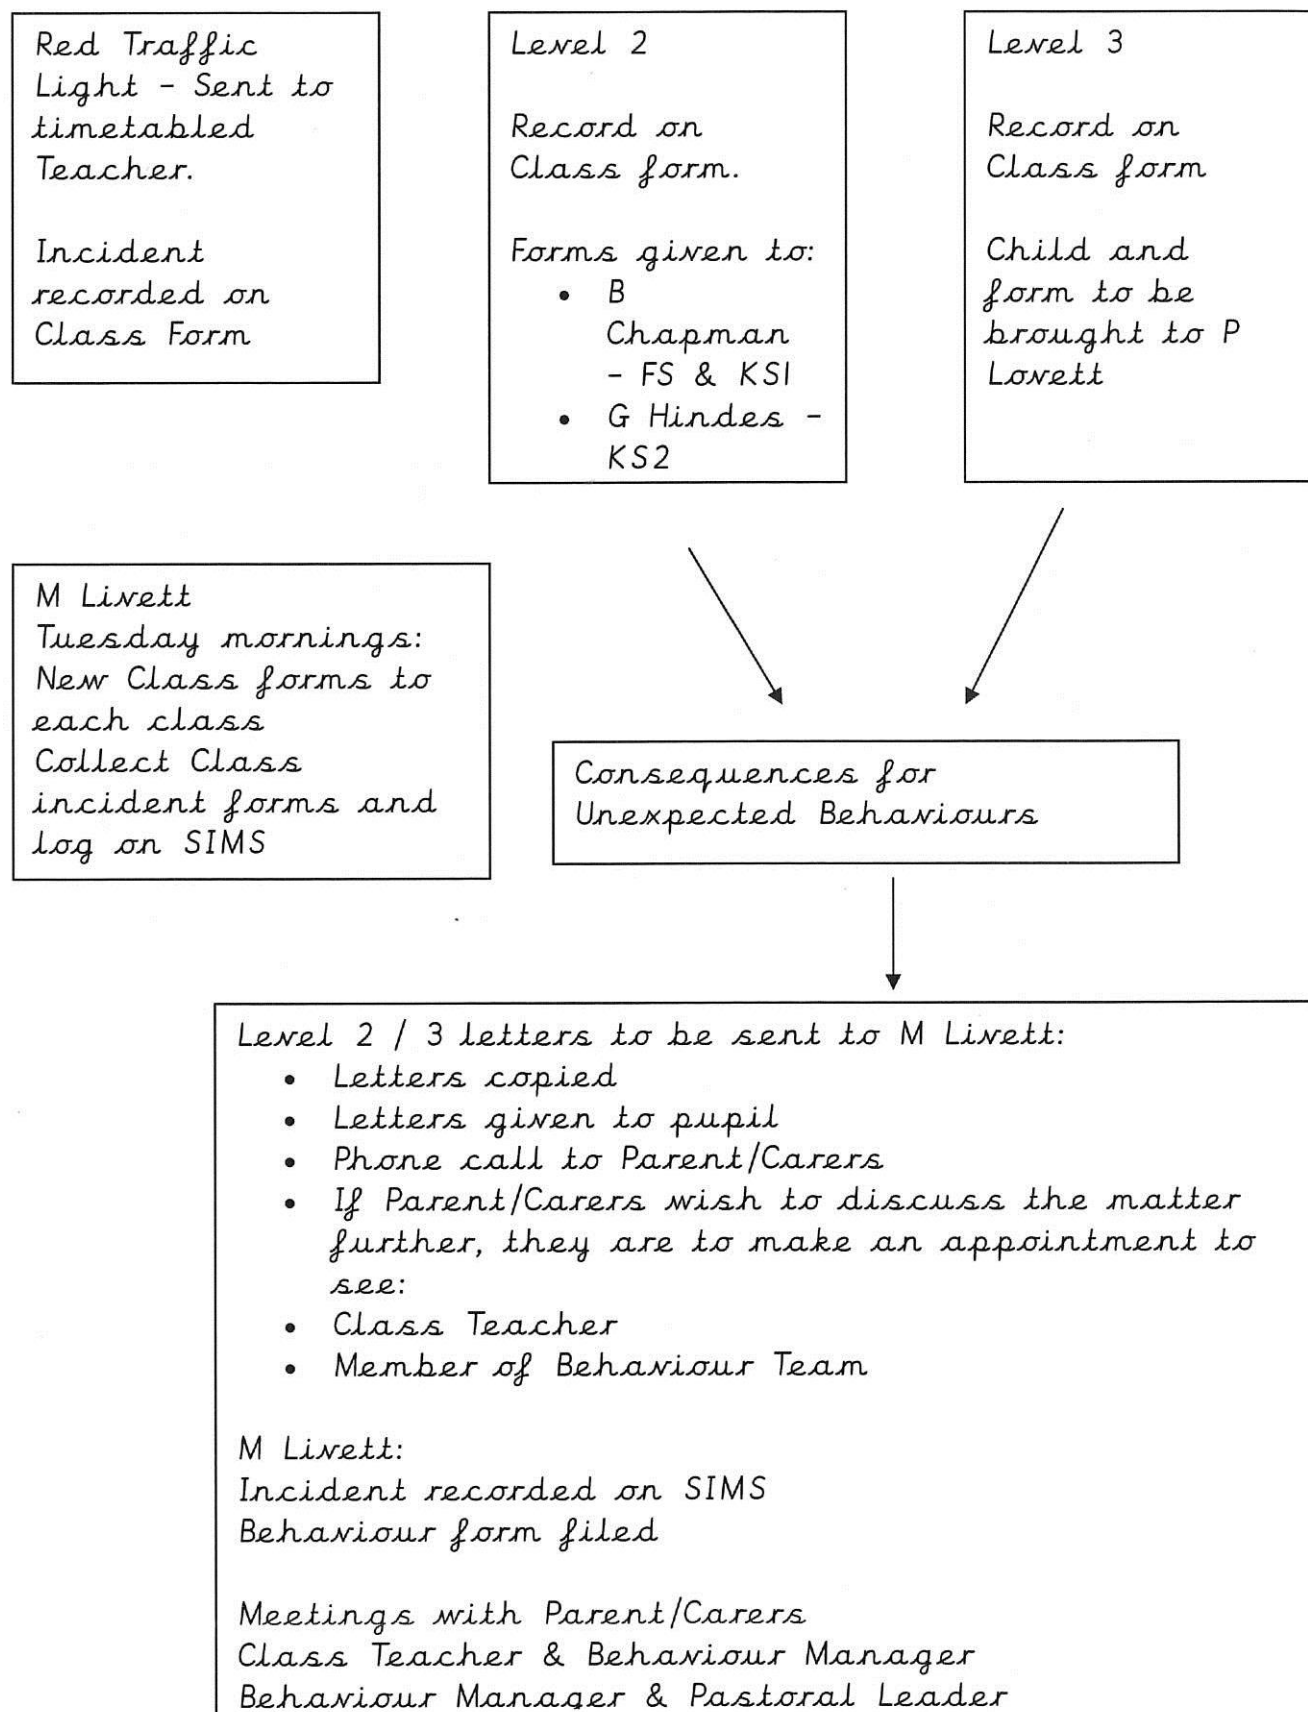 Red Traffic
Light - Sent to
timetabled
Teacher.
Incident
recorded on
Class Form
Level 2
Record on
Class form.
Forms given to:
• B
Chapman
- FS & KS1
• G Hindes -
KS2
Level 3
Record on
Class form
Child and
form to be
brought to P
Lovett
M Livett
Tuesday mornings:
New Class forms to
each class
Collect Class
incident forms and
log on SIMS
Consequences for
Unexpected Behaviours
Level 2 / 3 letters to be sent to M Livett:
• Letters copied
• Letters given to pupil
• Phone call to Parent/Carers
• If Parent/Carers wish to discuss the matter
further, they are to make an appointment to
see:
• Class Teacher
• Member of Behaviour Team
M Livett:
Incident recorded on SIMS
Behaviour form filed
Meetings with Parent/Carers
Class Teacher & Behaviour Manager
Behaviour Manager & Pastoral Leader